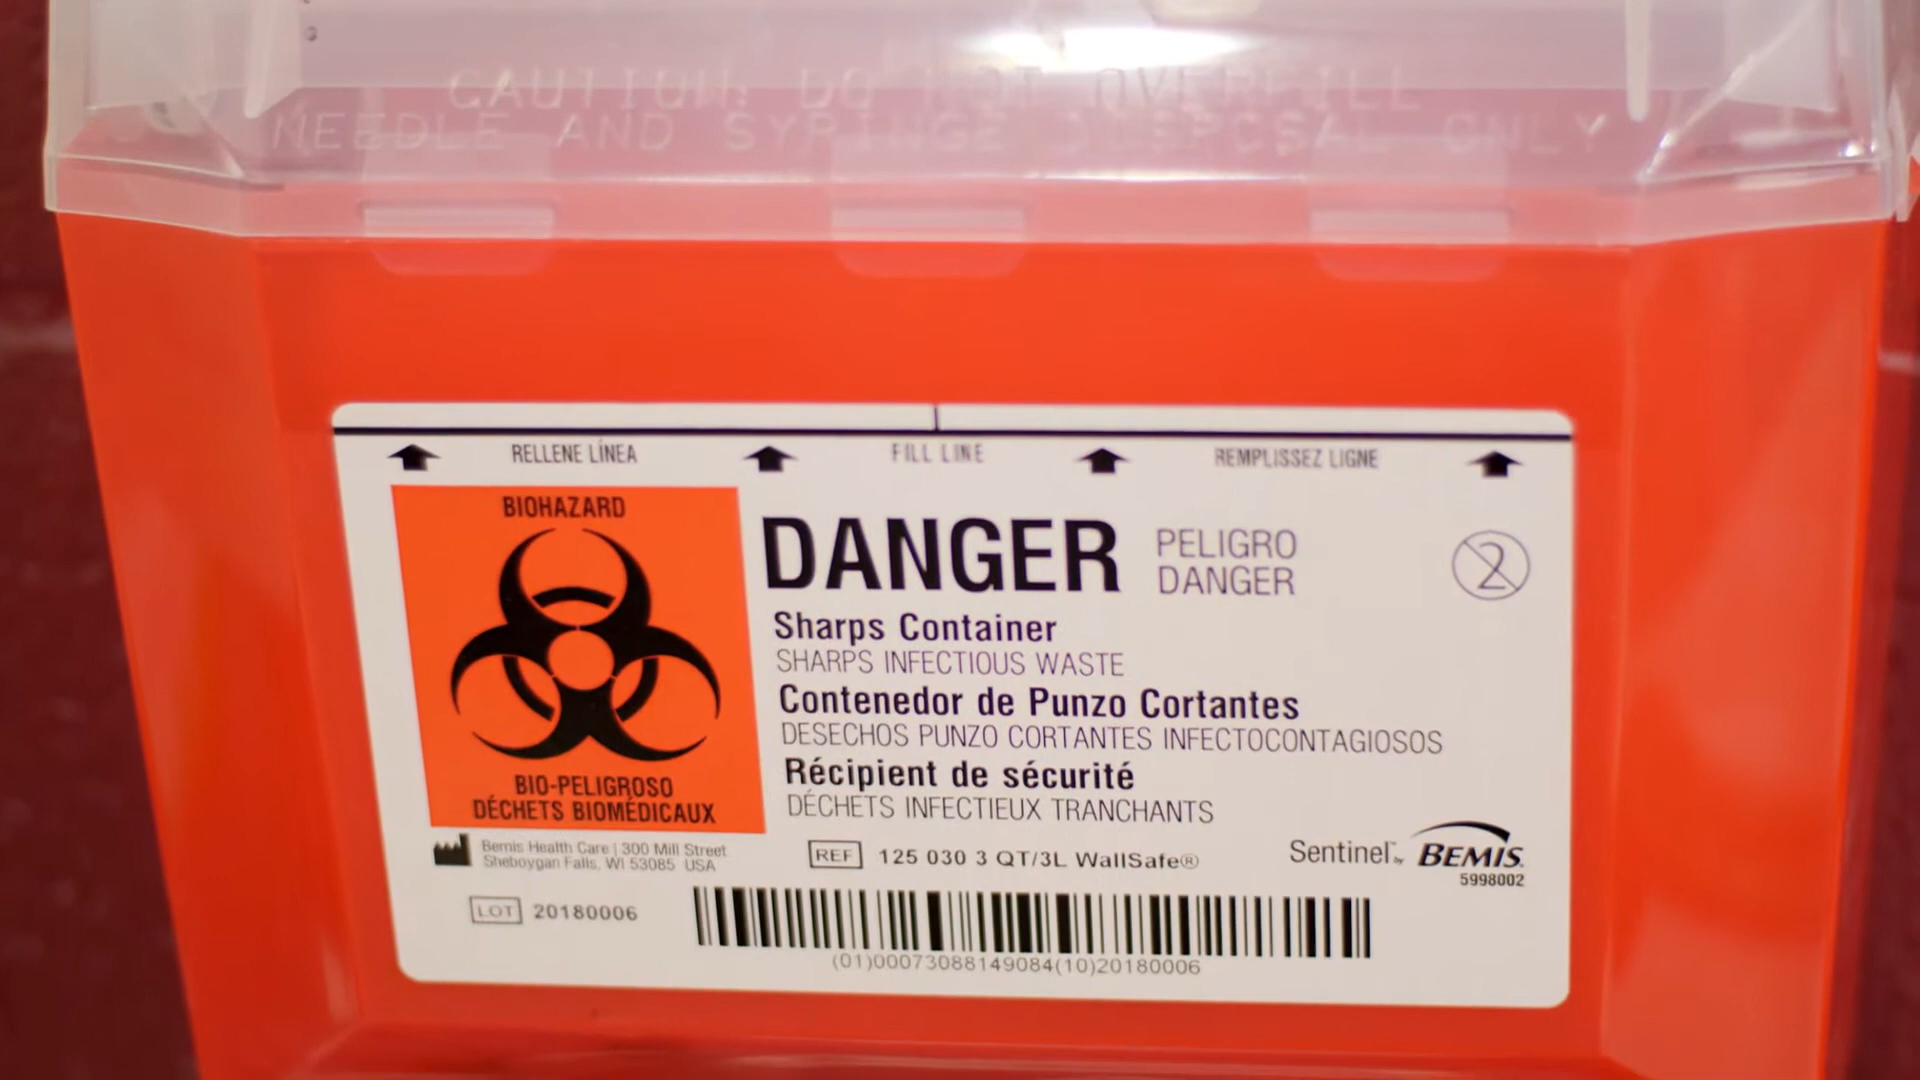 CAUTION: DO NOT OVERFILL
NEEDLE AND SYRINGE DISPOSAL ONLY
RELLENE LÍNEA FILL LINE REMPLISSEZ LIGNE
BIOHAZARD
BIO-PELIGROSO
DÉCHETS BIOMÉDICAUX
DANGER
PELIGRO
DANGER
2
Sharps Container
SHARPS INFECTIOUS WASTE
Contenedor de Punzo Cortantes
DESECHOS PUNZO CORTANTES INFECTOCONTAGIOSOS
Récipient de sécurité
DÉCHETS INFECTIEUX TRANCHANTS
Bemis Health Care | 300 Mill Street
Sheboygan Falls, WI 53085 USA
REF 125 030 3 QT/3L WallSafe®
Sentinel™ by BEMIS
5998002
LOT 20180006
(01)00073088149084(10)20180006